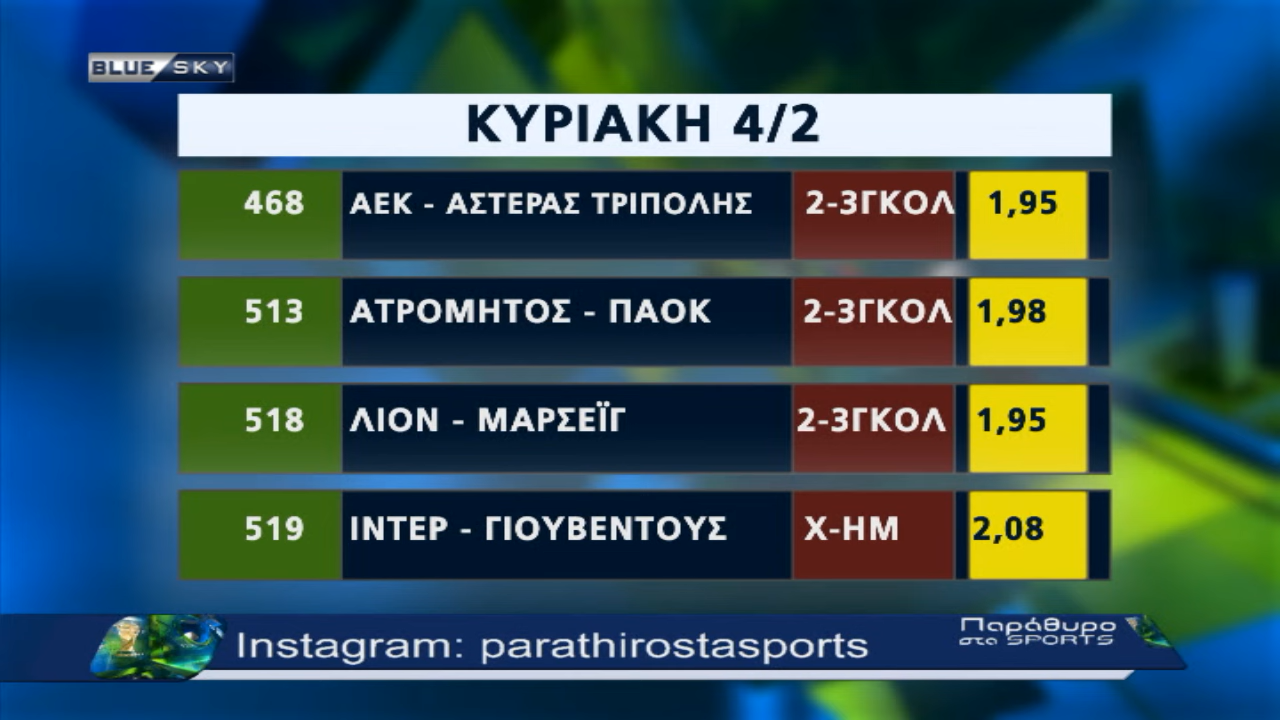 BLUE SKY
ΚΥΡΙΑΚΗ 4/2
468 ΑΕΚ - ΑΣΤΕΡΑΣ ΤΡΙΠΟΛΗΣ 2-3ΓΚΟΛ 1,95
513 ΑΤΡΟΜΗΤΟΣ - ΠΑΟΚ 2-3ΓΚΟΛ 1,98
518 ΛΙΟΝ - ΜΑΡΣΕΪΓ 2-3ΓΚΟΛ 1,95
519 ΙΝΤΕΡ - ΓΙΟΥΒΕΝΤΟΥΣ Χ-ΗΜ 2,08
Instagram: parathirostasports
Παράθυρο
στα SPORTS